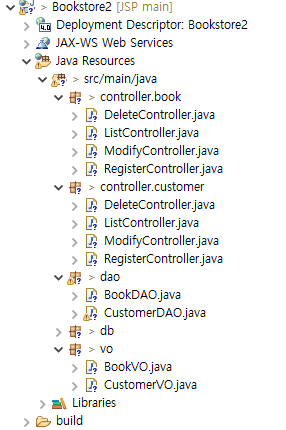 > Bookstore2 [JSP main]
> Deployment Descriptor: Bookstore2
> JAX-WS Web Services
> Java Resources
> src/main/java
> controller.book
> DeleteController.java
> ListController.java
> ModifyController.java
> RegisterController.java
> controller.customer
> DeleteController.java
> ListController.java
> ModifyController.java
> RegisterController.java
> dao
> BookDAO.java
> CustomerDAO.java
> db
> vo
> BookVO.java
> CustomerVO.java
> Libraries
> build